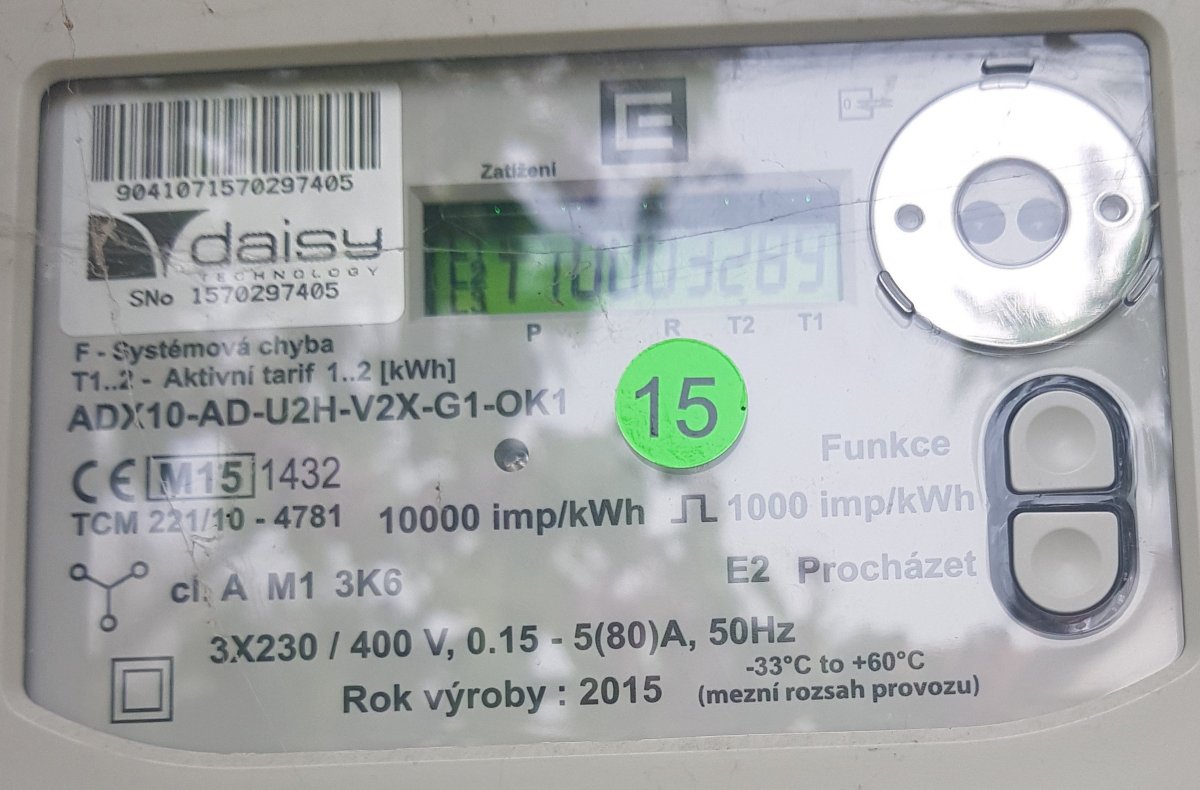 9041071570297405
daisy
TECHNOLOGY
SNo 1570297405
Zatížení
0003289
P R T2 T1
F - Systémová chyba
T1..2 - Aktivní tarif 1..2 [kWh]
ADX10-AD-U2H-V2X-G1-OK1
15
CE M15 1432
TCM 221/10 - 4781
10000 imp/kWh
Funkce
1000 imp/kWh
E2 Procházet
cl. A M1 3K6
3X230 / 400 V, 0.15 - 5(80)A, 50Hz
-33°C to +60°C
Rok výroby : 2015
(mezní rozsah provozu)